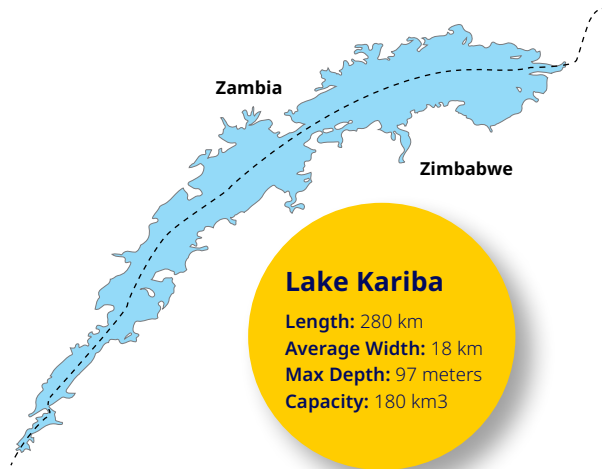 Zambia
Zimbabwe
Lake Kariba
Length: 280 km
Average Width: 18 km
Max Depth: 97 meters
Capacity: 180 km3